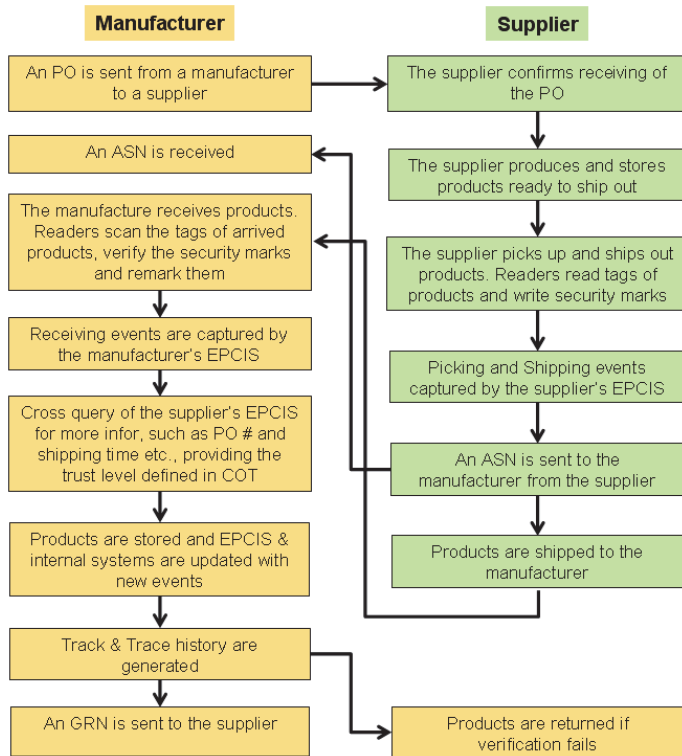 Manufacturer
Supplier
An PO is sent from a manufacturer
to a supplier
The supplier confirms receiving of
the PO
An ASN is received
The supplier produces and stores
products ready to ship out
The manufacture receives products.
Readers scan the tags of arrived
products, verify the security marks
and remark them
The supplier picks up and ships out
products. Readers read tags of
products and write security marks
Receiving events are captured by
the manufacturer's EPCIS
Picking and Shipping events
captured by the supplier's EPCIS
Cross query of the supplier's EPCIS
for more infor, such as PO # and
shipping time etc., providing the
trust level defined in COT
An ASN is sent to the
manufacturer from the supplier
Products are stored and EPCIS &
internal systems are updated with
new events
Products are shipped to the
manufacturer
Track & Trace history are
generated
An GRN is sent to the supplier
Products are returned if
verification fails